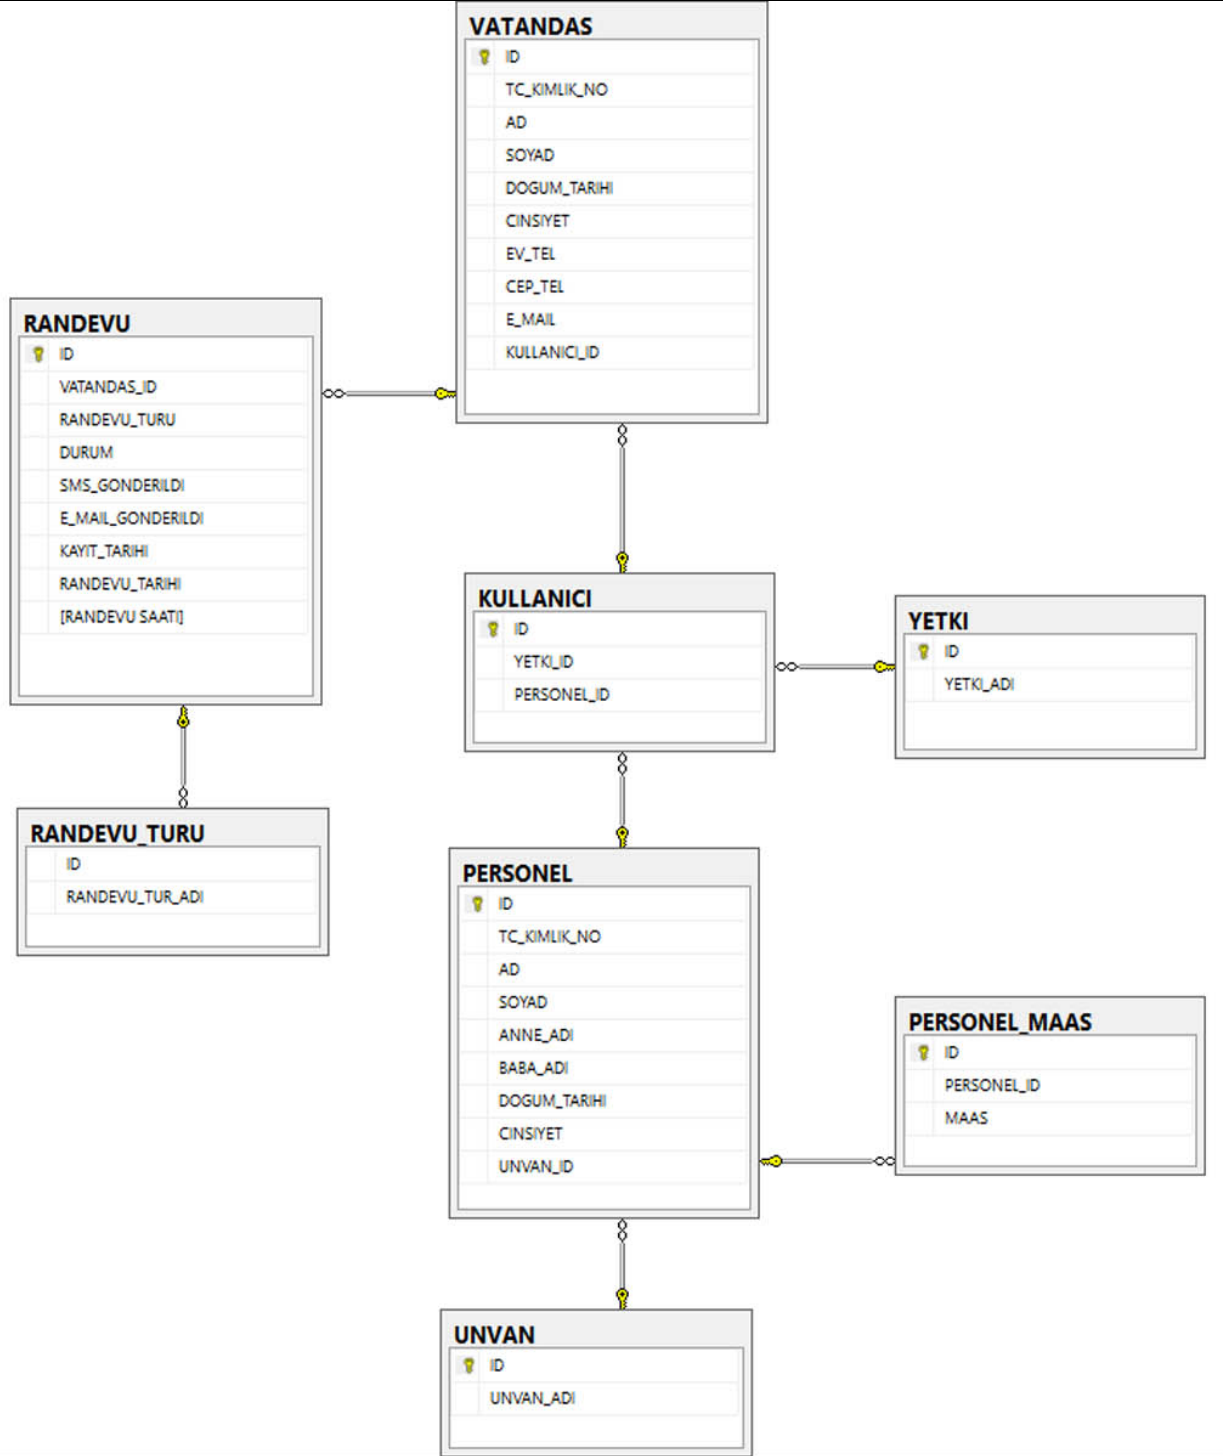 VATANDAS
ID
TC_KIMLIK_NO
AD
SOYAD
DOGUM_TARIHI
CINSIYET
EV_TEL
CEP_TEL
E_MAIL
KULLANICI_ID
RANDEVU
ID
VATANDAS_ID
RANDEVU_TURU
DURUM
SMS_GONDERILDI
E_MAIL_GONDERILDI
KAYIT_TARIHI
RANDEVU_TARIHI
[RANDEVU SAATI]
KULLANICI
ID
YETKI_ID
PERSONEL_ID
YETKI
ID
YETKI_ADI
RANDEVU_TURU
ID
RANDEVU_TUR_ADI
PERSONEL
ID
TC_KIMLIK_NO
AD
SOYAD
ANNE_ADI
BABA_ADI
DOGUM_TARIHI
CINSIYET
UNVAN_ID
PERSONEL_MAAS
ID
PERSONEL_ID
MAAS
UNVAN
ID
UNVAN_ADI